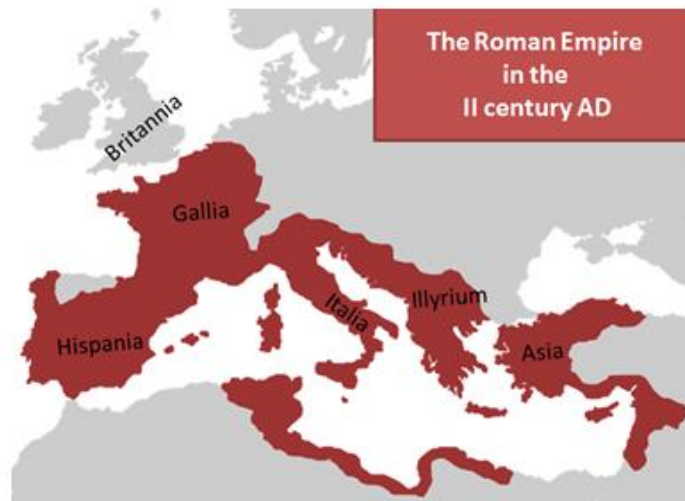 The Roman Empire
in the
II century AD
Britannia
Gallia
Hispania
Italia
Illyrium
Asia